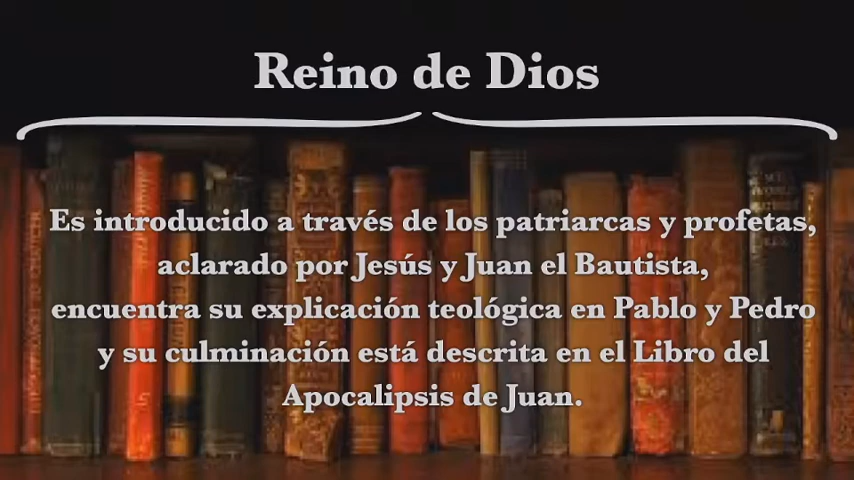 Reino de Dios
Es introducido a través de los patriarcas y profetas,
aclarado por Jesús y Juan el Bautista,
encuentra su explicación teológica en Pablo y Pedro
y su culminación está descrita en el Libro del
Apocalipsis de Juan.